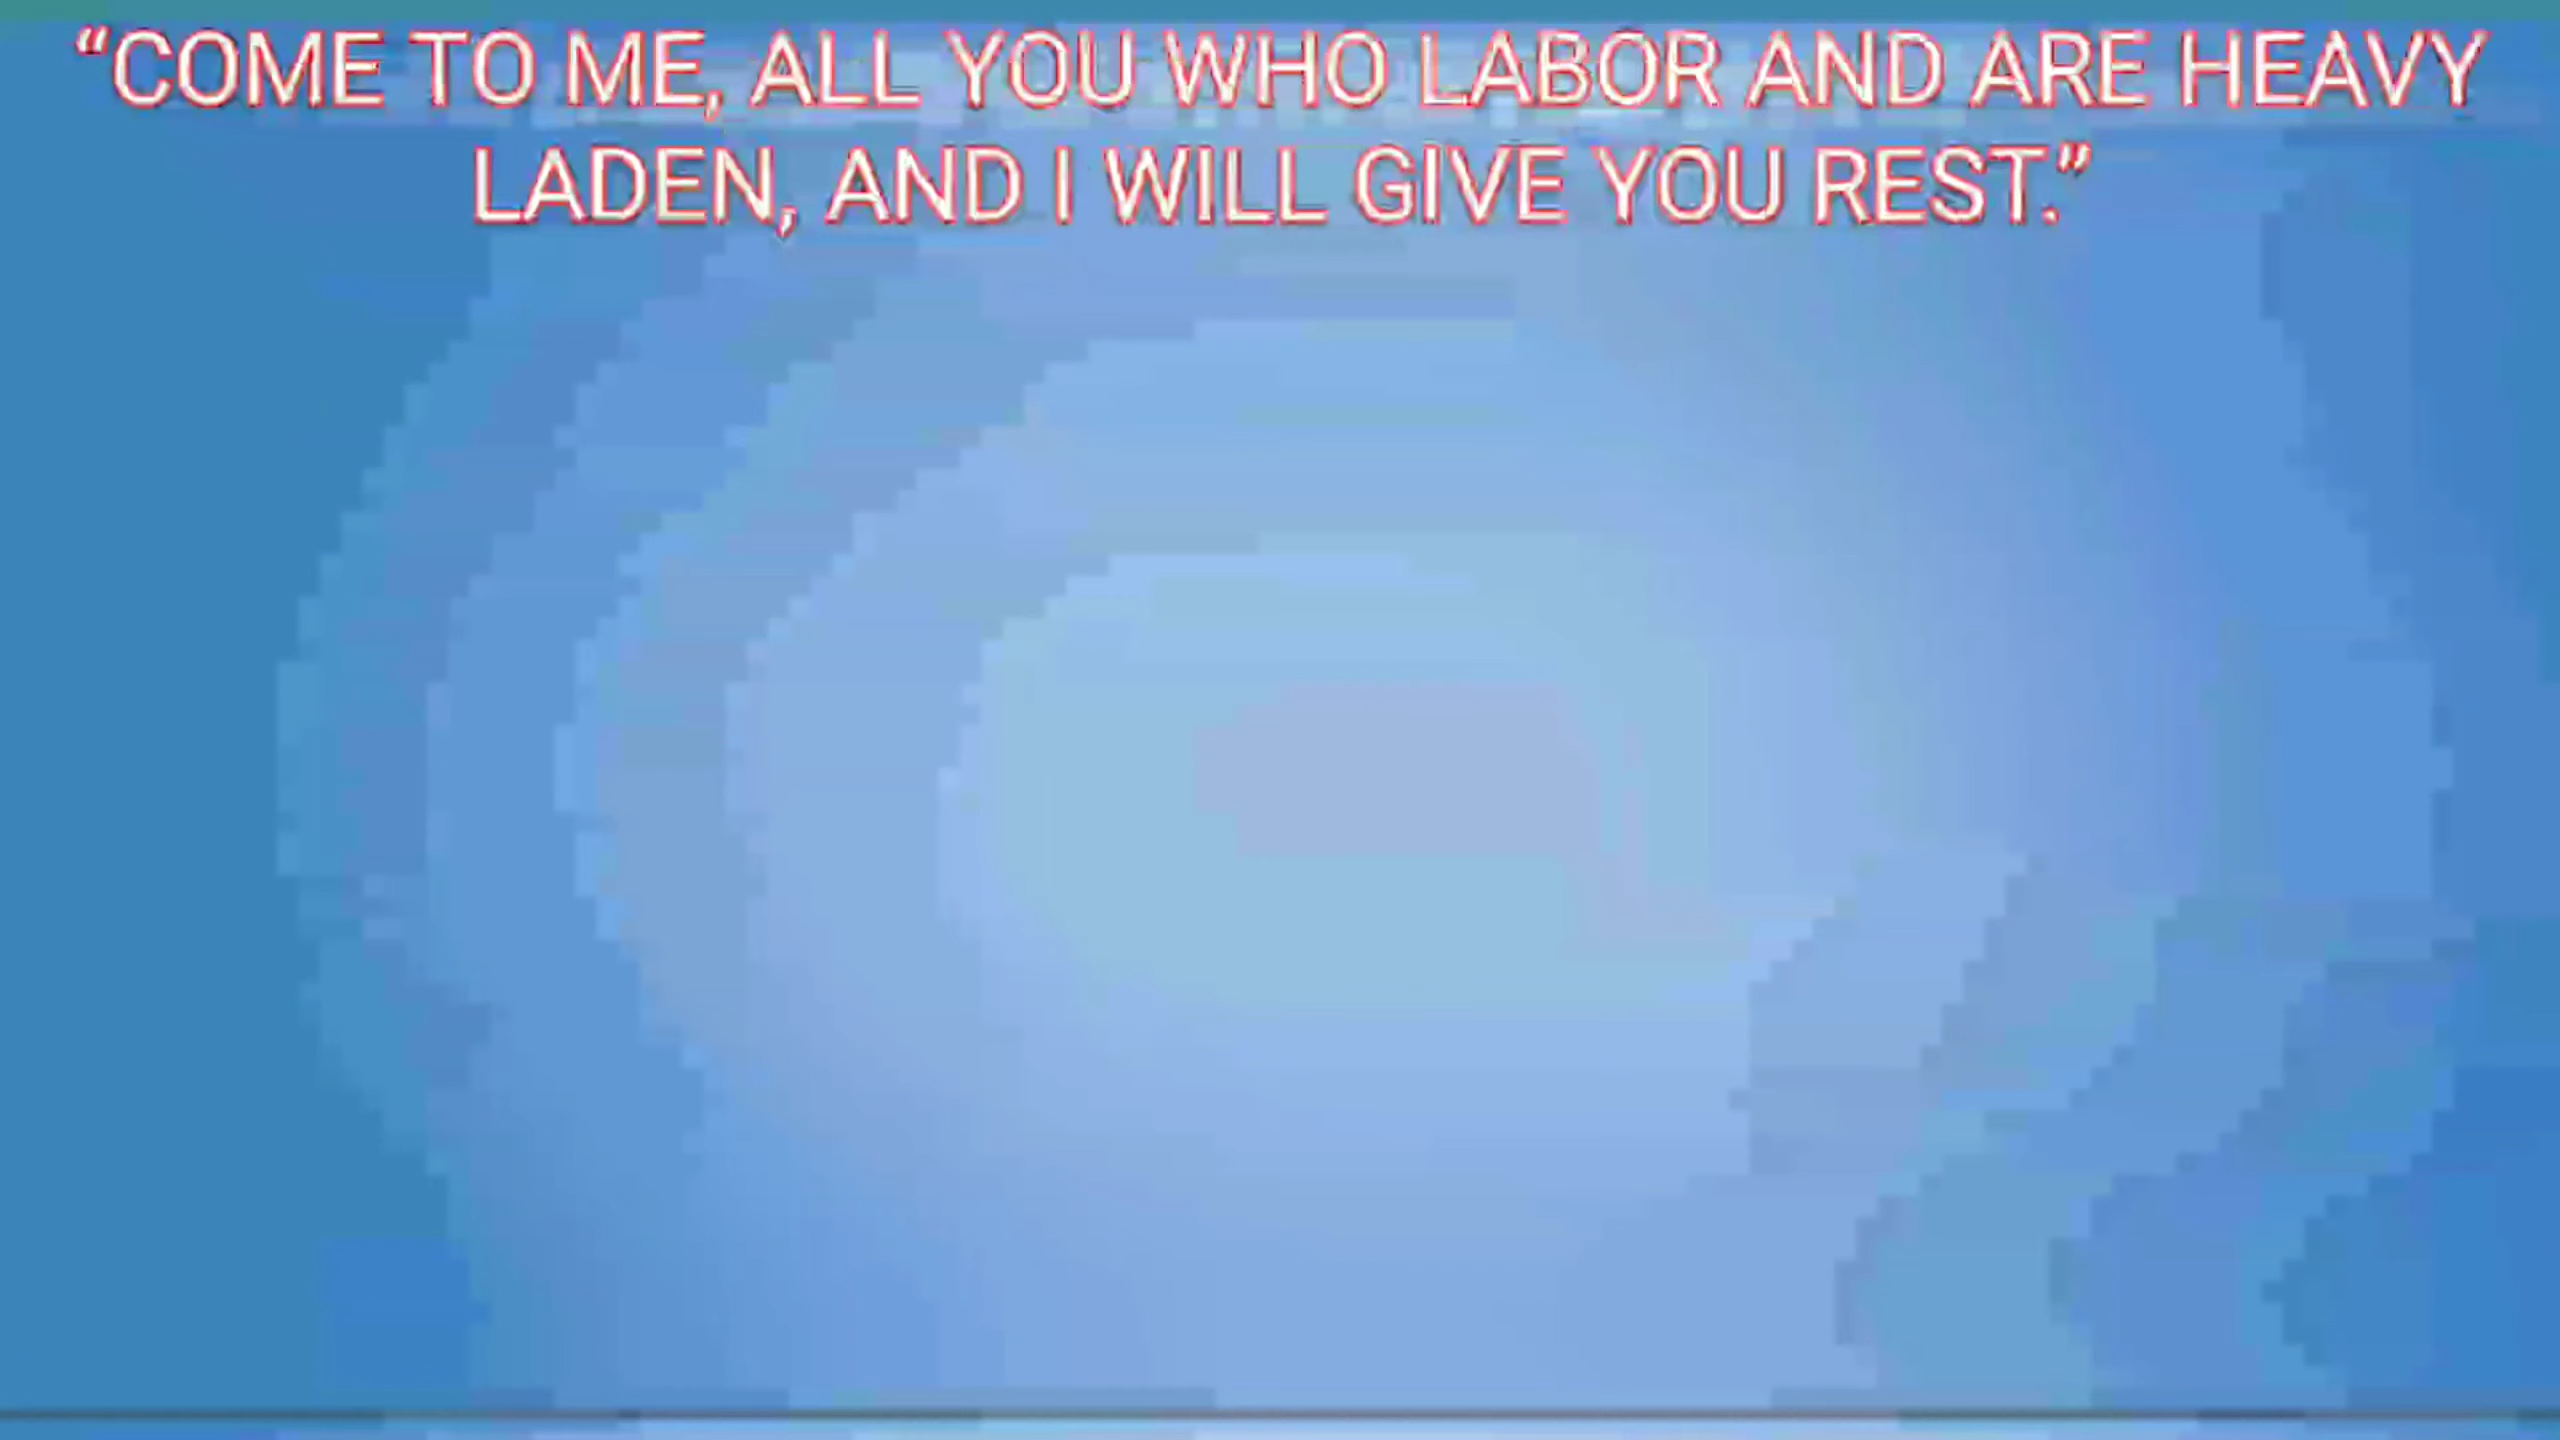 “COME TO ME, ALL YOU WHO LABOR AND ARE HEAVY
LADEN, AND I WILL GIVE YOU REST.”